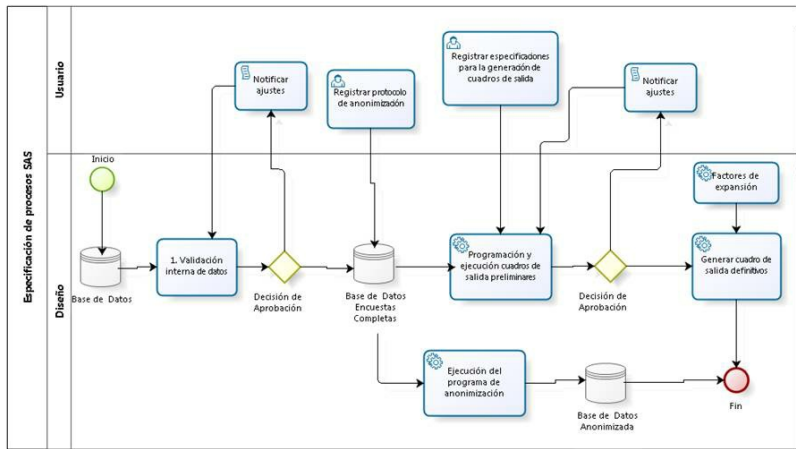 Especificación de procesos SAS
Usuario
Diseño
Notificar
ajustes
Registrar protocolo
de anonimización
Registrar especificaciones
para la generación de
cuadros de salida
Notificar
ajustes
Inicio
Base de Datos
1. Validación
interna de datos
Decisión de
Aprobación
Base de Datos
Encuestas
Completas
Programación y
ejecución cuadros de
salida preliminares
Decisión de
Aprobación
Factores de
expansión
Generar cuadro de
salida definitivos
Ejecución del
programa de
anonimización
Base de Datos
Anonimizada
Fin